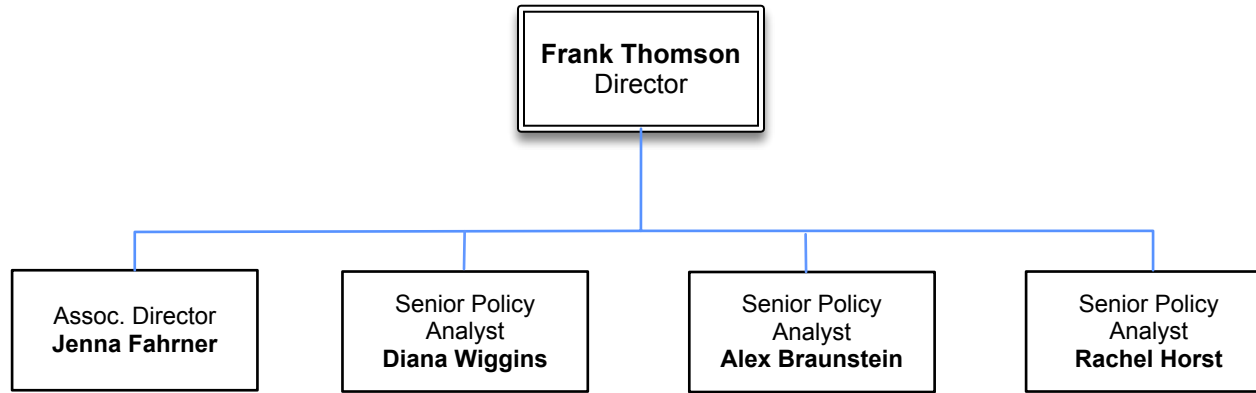 Frank Thomson
Director
Assoc. Director
Jenna Fahrner
Senior Policy
Analyst
Diana Wiggins
Senior Policy
Analyst
Alex Braunstein
Senior Policy
Analyst
Rachel Horst